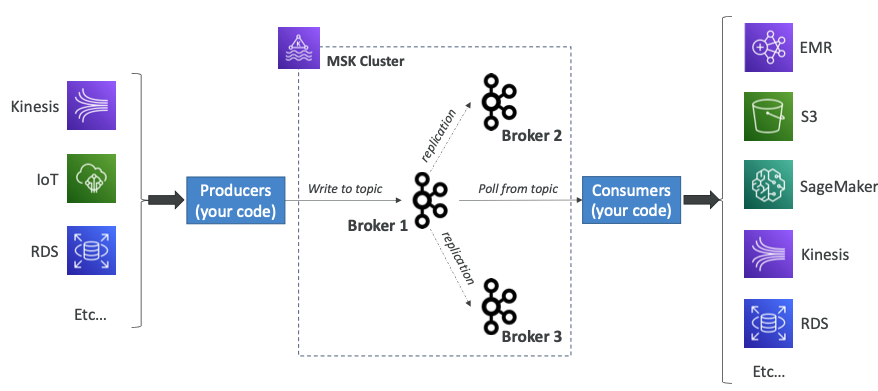 Kinesis
IoT
RDS
Etc...
Producers
(your code)
MSK Cluster
Write to topic
replication
Broker 2
Broker 1
replication
Broker 3
Poll from topic
Consumers
(your code)
EMR
S3
SageMaker
Kinesis
RDS
Etc...